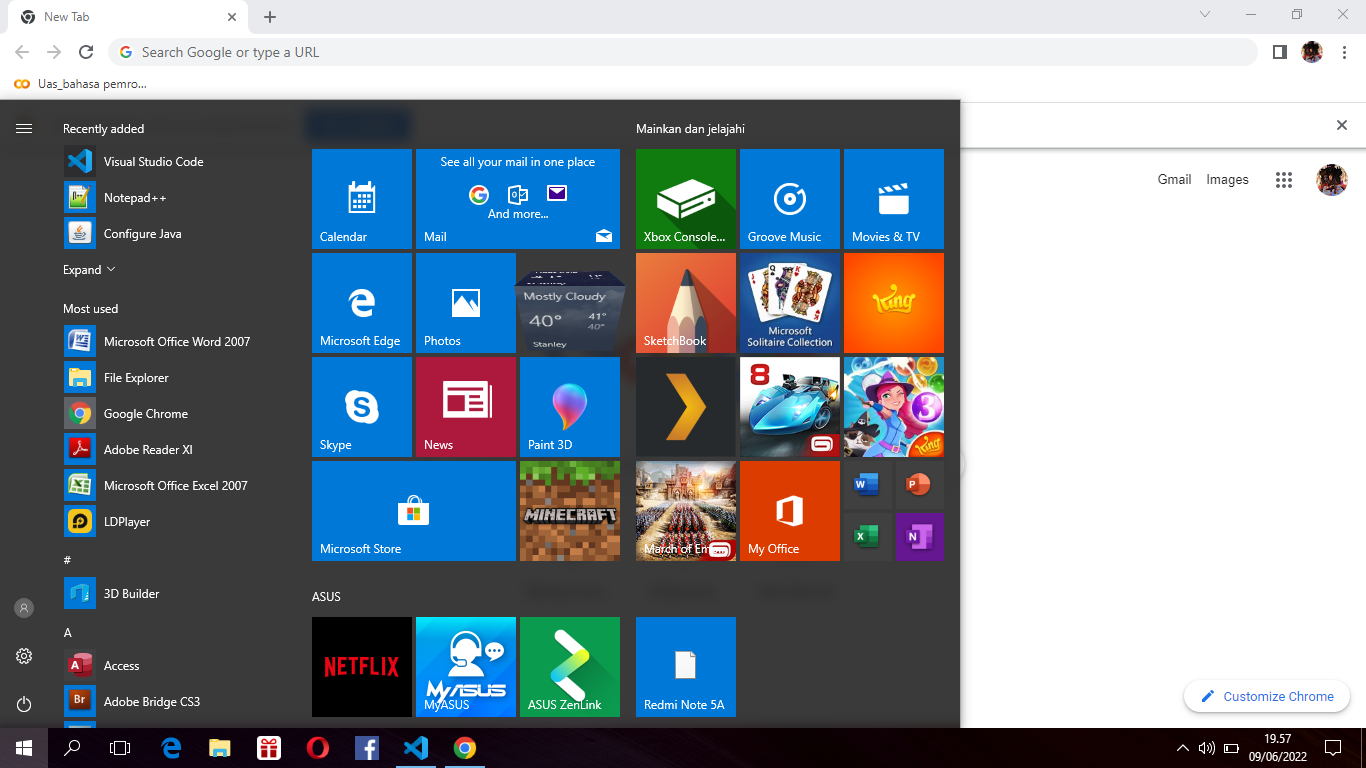 New Tab
Search Google or type a URL
Uas_bahasa pemro...
Gmail
Images
Recently added
Visual Studio Code
Notepad++
Configure Java
Expand
Most used
Microsoft Office Word 2007
File Explorer
Google Chrome
Adobe Reader XI
Microsoft Office Excel 2007
LDPlayer
#
3D Builder
A
Access
Adobe Bridge CS3
See all your mail in one place
And more...
Calendar
Mail
Microsoft Edge
Photos
Mostly Cloudy
40° 41°
40°
Stanley
Skype
News
Paint 3D
Microsoft Store
MINECRAFT
Mainkan dan jelajahi
Xbox Console...
Groove Music
Movies & TV
SketchBook
Microsoft
Solitaire Collection
King
8
3
King
March of Em
My Office
ASUS
NETFLIX
MyASUS
MyASUS
ASUS ZenLink
Redmi Note 5A
Customize Chrome
19.57
09/06/2022